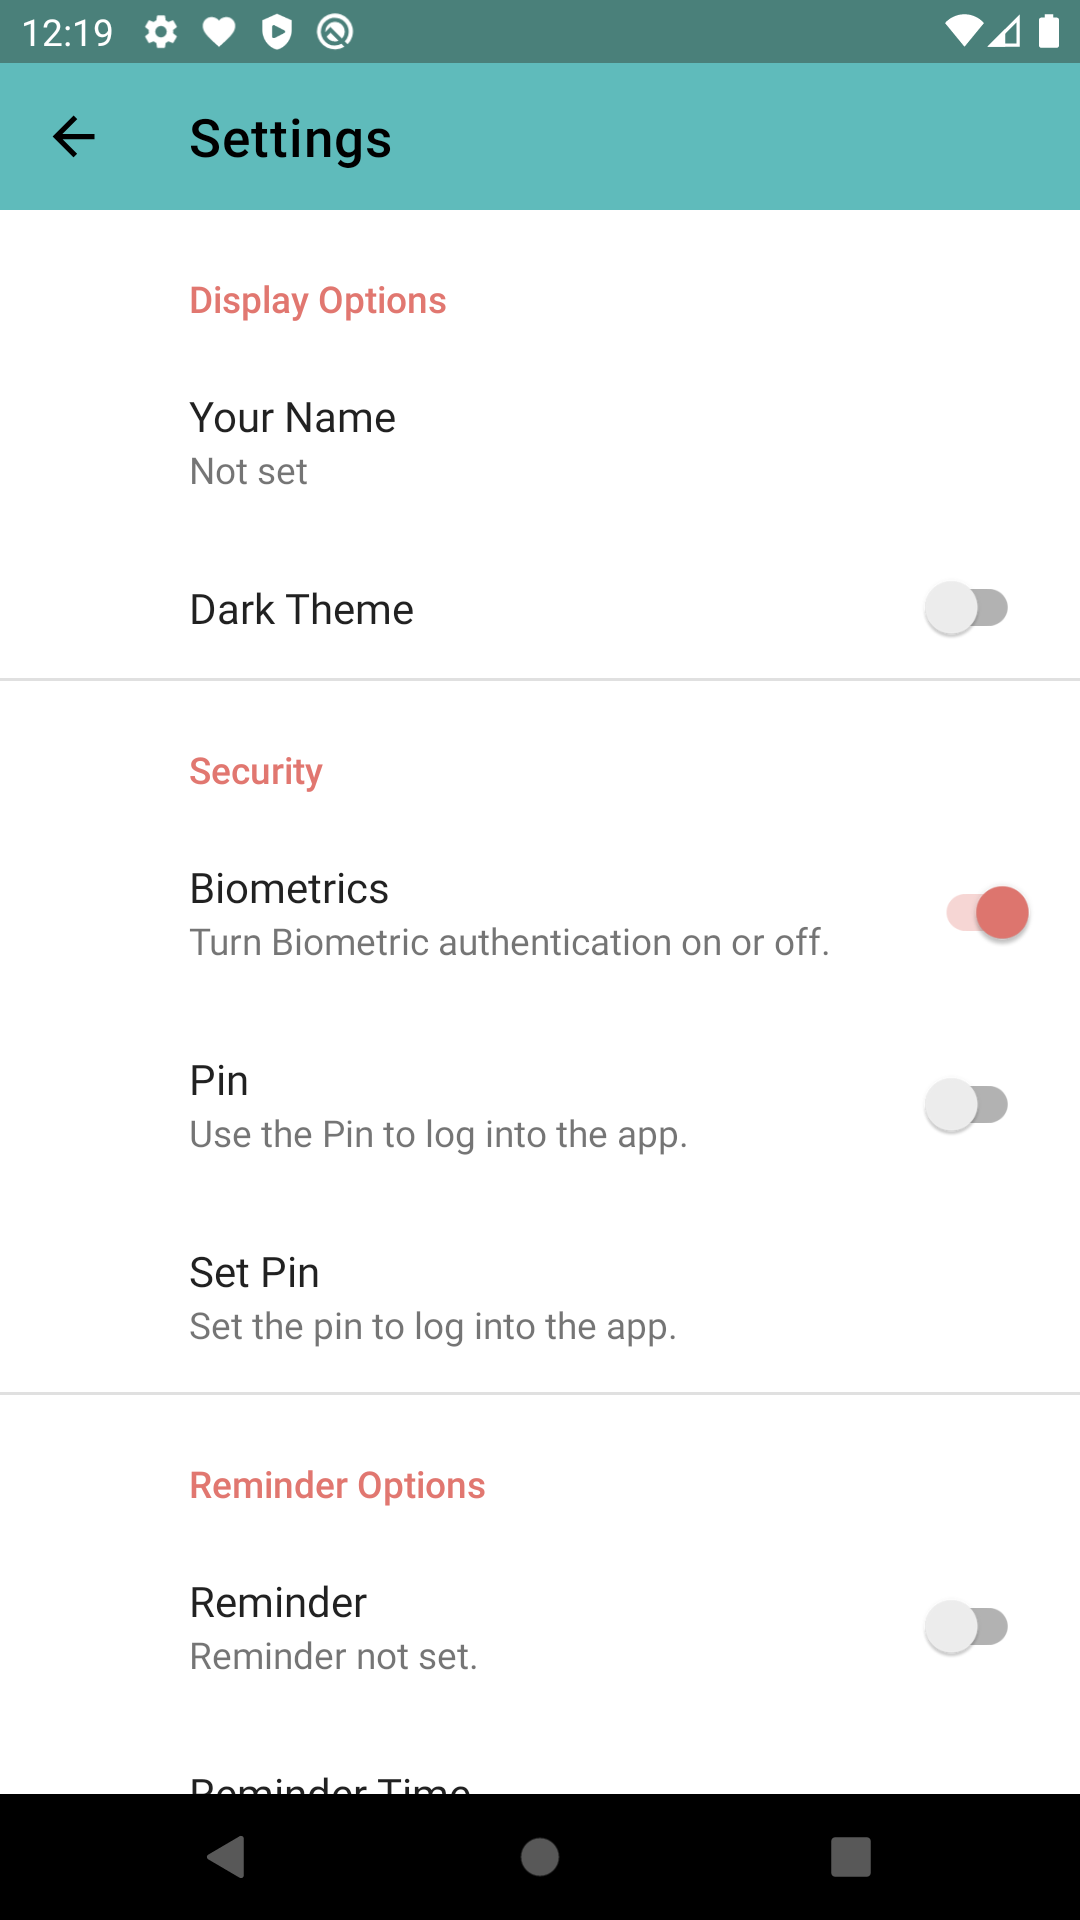 12:19
Settings
Display Options
Your Name
Not set
Dark Theme
Security
Biometrics
Turn Biometric authentication on or off.
Pin
Use the Pin to log into the app.
Set Pin
Set the pin to log into the app.
Reminder Options
Reminder
Reminder not set.
Reminder Time